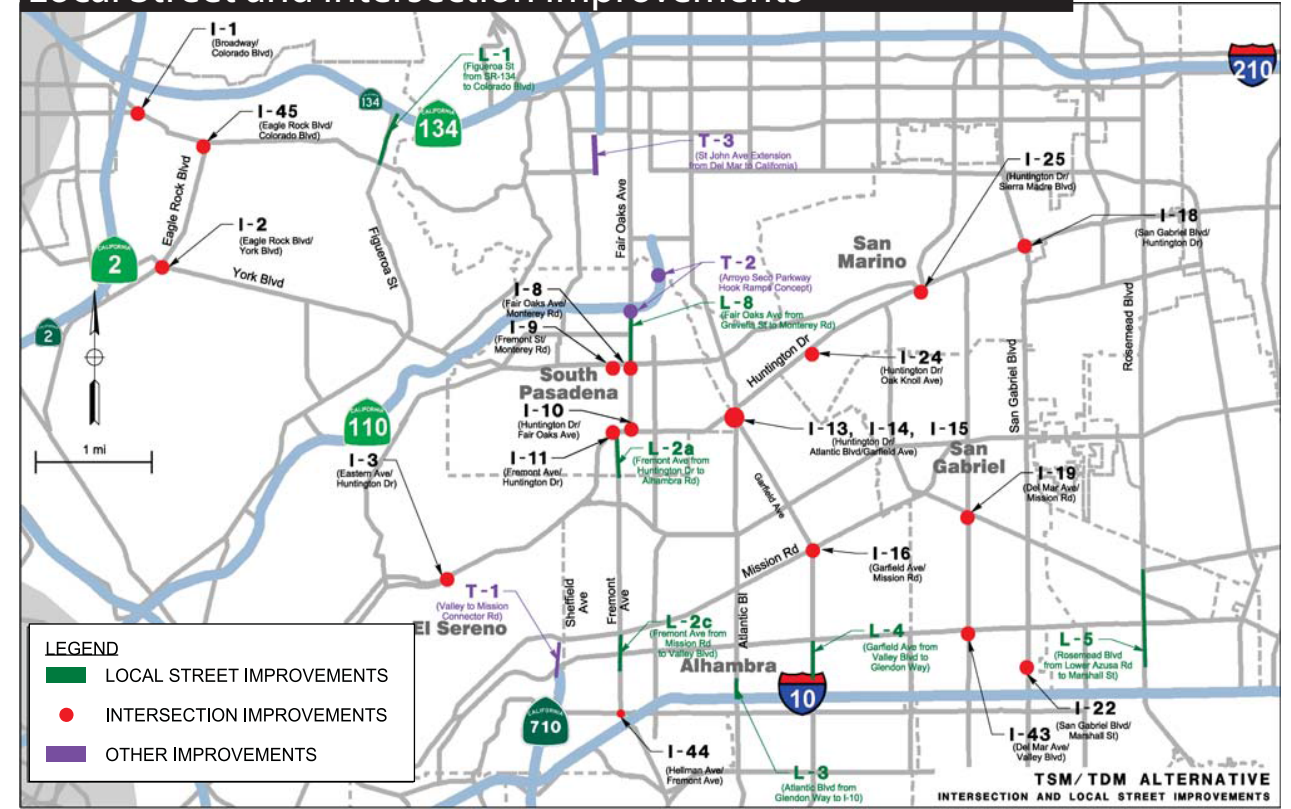 Local Street and Intersection Improvements
I-1
(Broadway/
Colorado Blvd)
L-1
(Figueroa St
from SR-134
to Colorado Blvd)
210
134
CALIFORNIA
134
I-45
(Eagle Rock Blvd/
Colorado Blvd)
T-3
(St John Ave Extension
from Del Mar to California)
I-25
(Huntington Dr/
Sierra Madre Blvd)
Eagle Rock Blvd
Fair Oaks Ave
I-18
(San Gabriel Blvd/
Huntington Dr)
I-2
(Eagle Rock Blvd/
York Blvd)
Figueroa St
San
Marino
CALIFORNIA
2
York Blvd
T-2
(Arroyo Seco Parkway
Hook Ramps Concept)
I-8
(Fair Oaks Ave/
Monterey Rd)
L-8
(Fair Oaks Ave from
Grevelia St to Monterey Rd)
Rosemead Blvd
2
I-9
(Fremont St/
Monterey Rd)
Huntington Dr
I-24
(Huntington Dr/
Oak Knoll Ave)
San Gabriel Blvd
South
Pasadena
CALIFORNIA
110
I-10
(Huntington Dr/
Fair Oaks Ave)
I-13, I-14, I-15
(Huntington Dr/
Atlantic Blvd/Garfield Ave)
1 mi
I-3
(Eastern Ave/
Huntington Dr)
I-11
(Fremont Ave/
Huntington Dr)
L-2a
(Fremont Ave from
Huntington Dr to
Alhambra Rd)
San
Gabriel
I-19
(Del Mar Ave/
Mission Rd)
Garfield Ave
Mission Rd
I-16
(Garfield Ave/
Mission Rd)
T-1
(Valley to Mission
Connector Rd)
Sheffield
Ave
Fremont
Ave
Atlantic Bl
El Sereno
L-2c
(Fremont Ave from
Mission Rd
to Valley Blvd)
L-4
(Garfield Ave from
Valley Blvd to
Glendon Way)
L-5
(Rosemead Blvd
from Lower Azusa Rd
to Marshall St)
Alhambra
10
LEGEND
LOCAL STREET IMPROVEMENTS
INTERSECTION IMPROVEMENTS
OTHER IMPROVEMENTS
CALIFORNIA
710
I-22
(San Gabriel Blvd/
Marshall St)
I-43
(Del Mar Ave/
Valley Blvd)
I-44
(Hellman Ave/
Fremont Ave)
L-3
(Atlantic Blvd from
Glendon Way to I-10)
TSM/TDM ALTERNATIVE
INTERSECTION AND LOCAL STREET IMPROVEMENTS